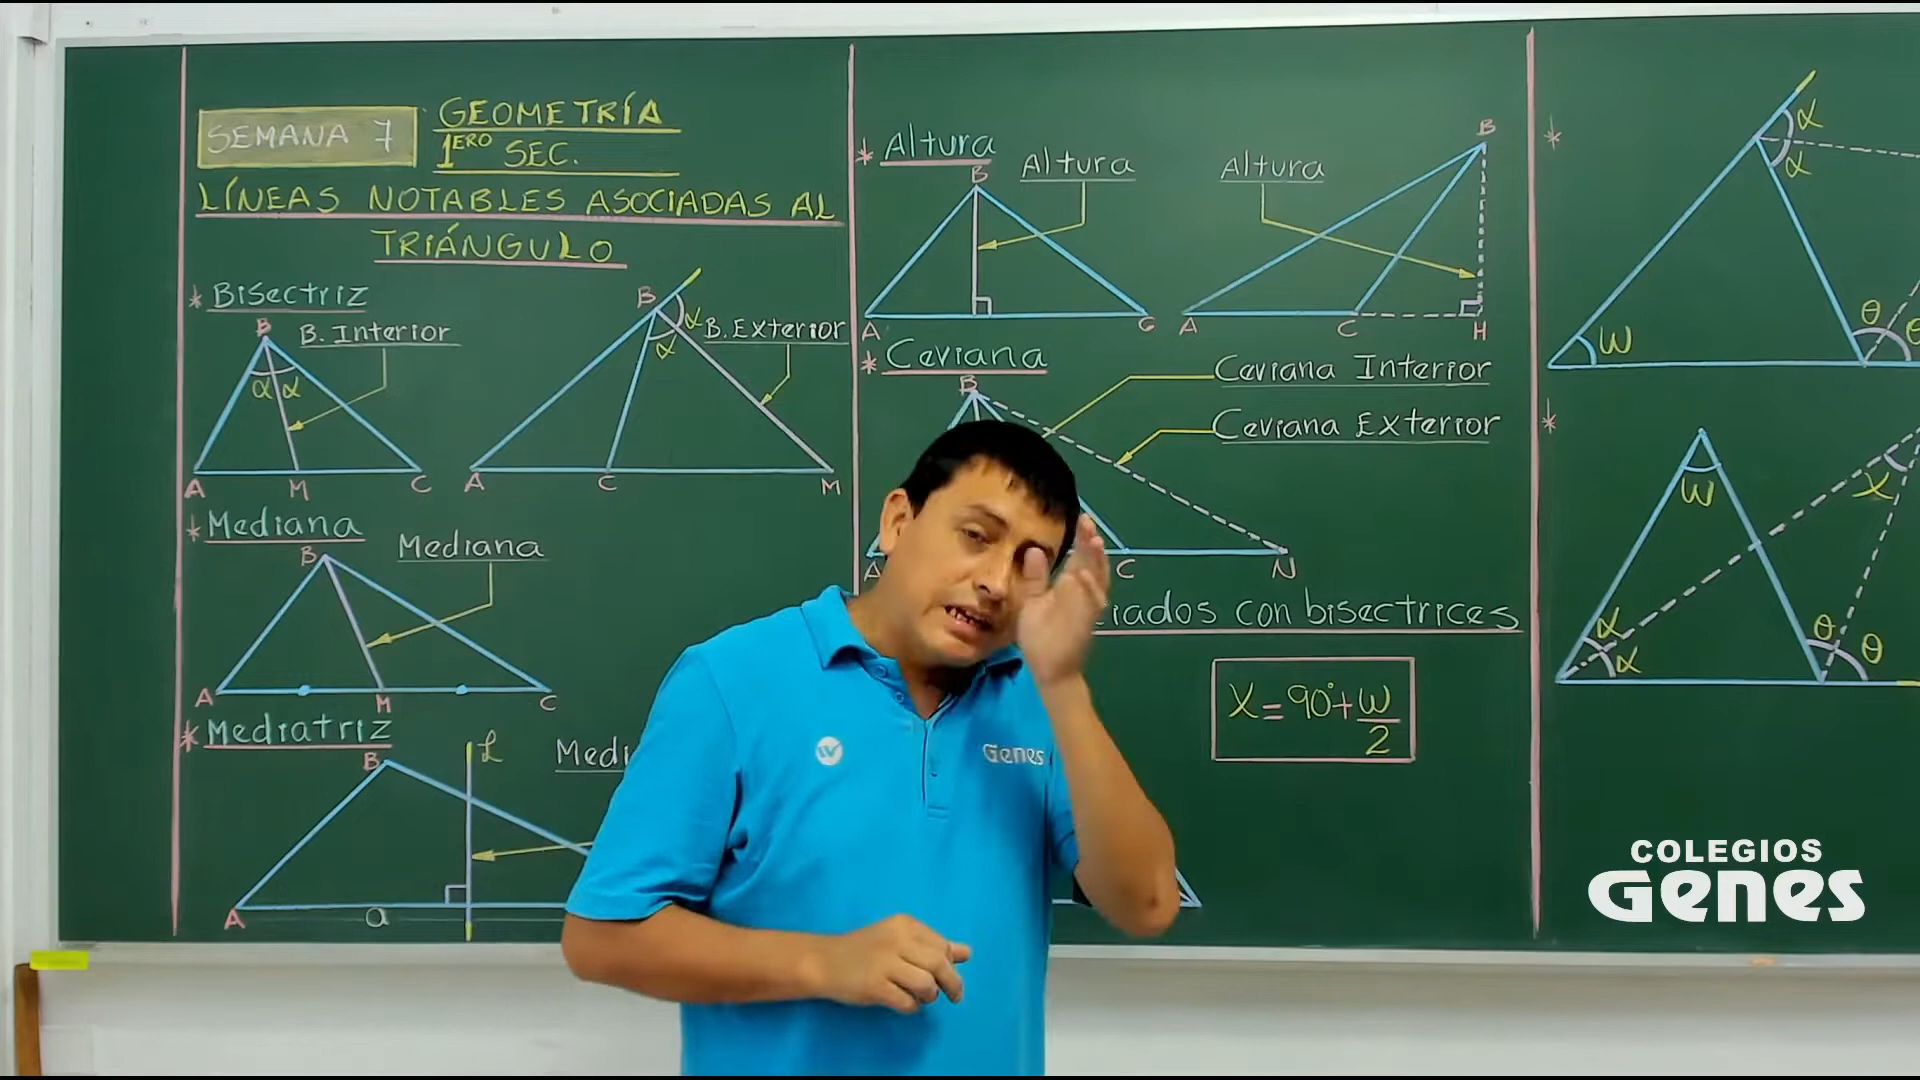 SEMANA 7
GEOMETRÍA
1ERO SEC.
LÍNEAS NOTABLES ASOCIADAS AL
TRIÁNGULO
* Bisectriz
B
B. Interior
α α
A M C
B
α
α
B. Exterior
A C M
* Mediana
B
Mediana
A M C
* Mediatriz
B
L
A
a
* Altura
B
Altura
A C
Altura
B
A C H
* Ceviana
B
Ceviana Interior
Ceviana Exterior
A C N
con bisectrices
X = 90° + ω/2
*
α
α
ω
θ
θ
*
ω
X
α
α
θ
θ
Genes
COLEGIOS
GENES